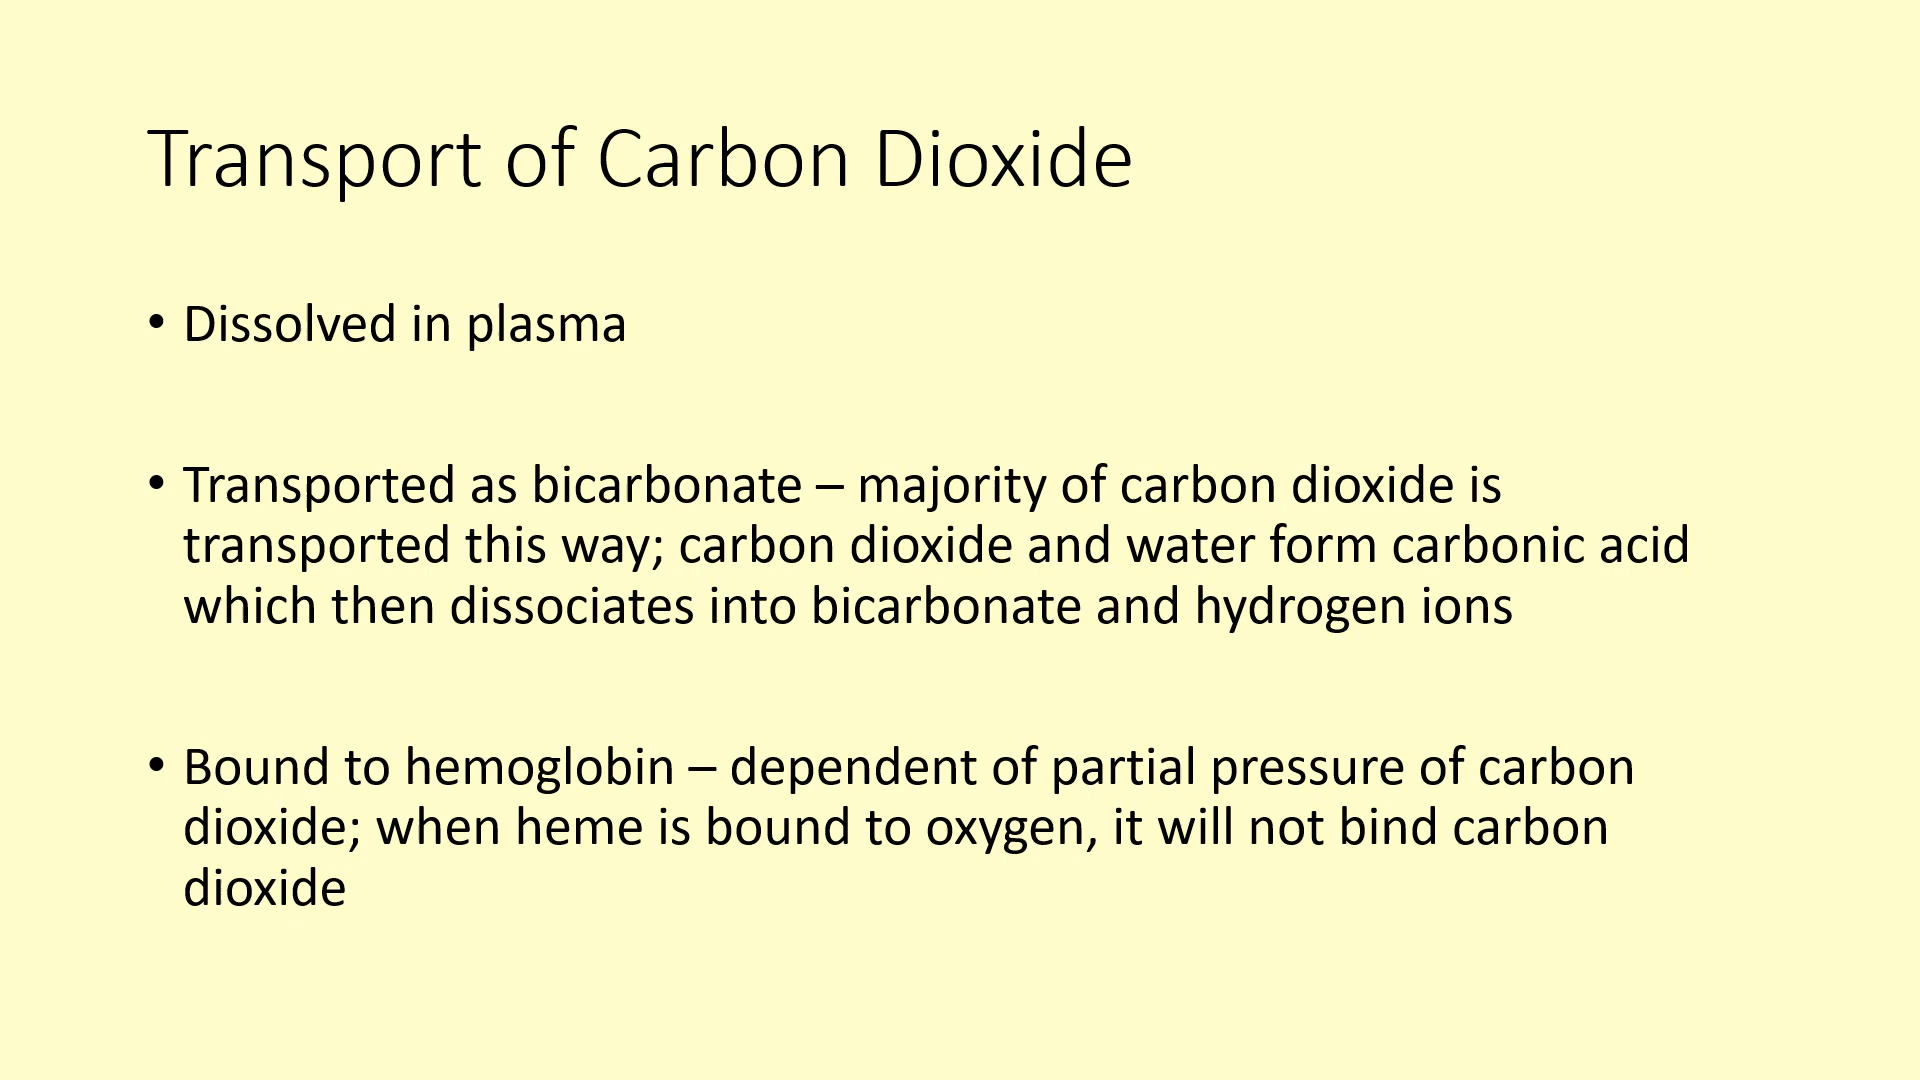 Transport of Carbon Dioxide
• Dissolved in plasma
• Transported as bicarbonate – majority of carbon dioxide is
transported this way; carbon dioxide and water form carbonic acid
which then dissociates into bicarbonate and hydrogen ions
• Bound to hemoglobin – dependent of partial pressure of carbon
dioxide; when heme is bound to oxygen, it will not bind carbon
dioxide